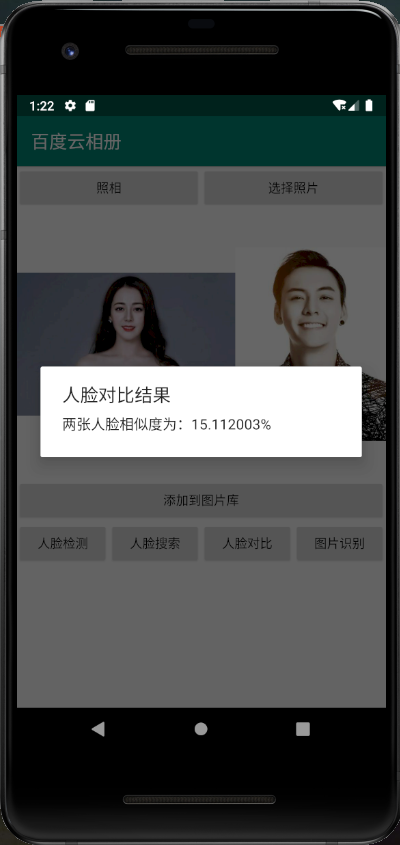 1:22
百度云相册
照相
选择照片
人脸对比结果
两张人脸相似度为：15.112003%
添加到图片库
人脸检测
人脸搜索
人脸对比
图片识别